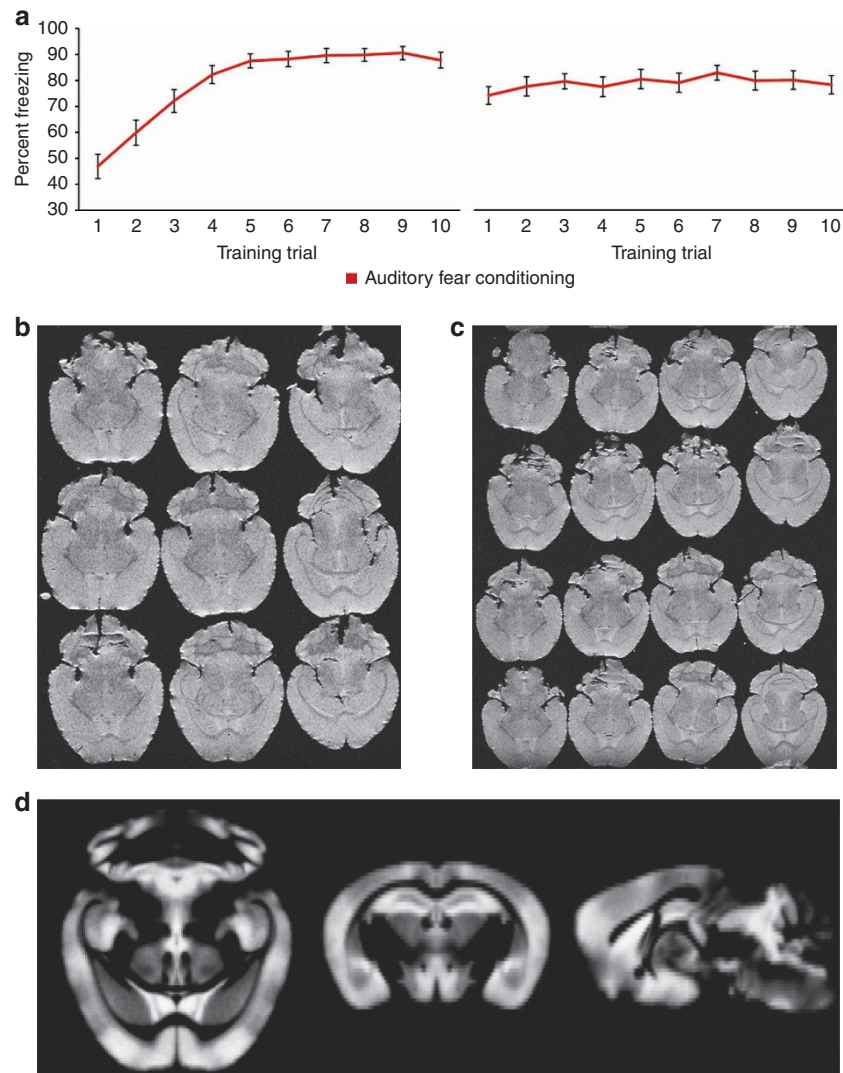 a
Percent freezing
100
90
80
70
60
50
40
30
1 2 3 4 5 6 7 8 9 10
1 2 3 4 5 6 7 8 9 10
Training trial
Training trial
Auditory fear conditioning
b
c
d